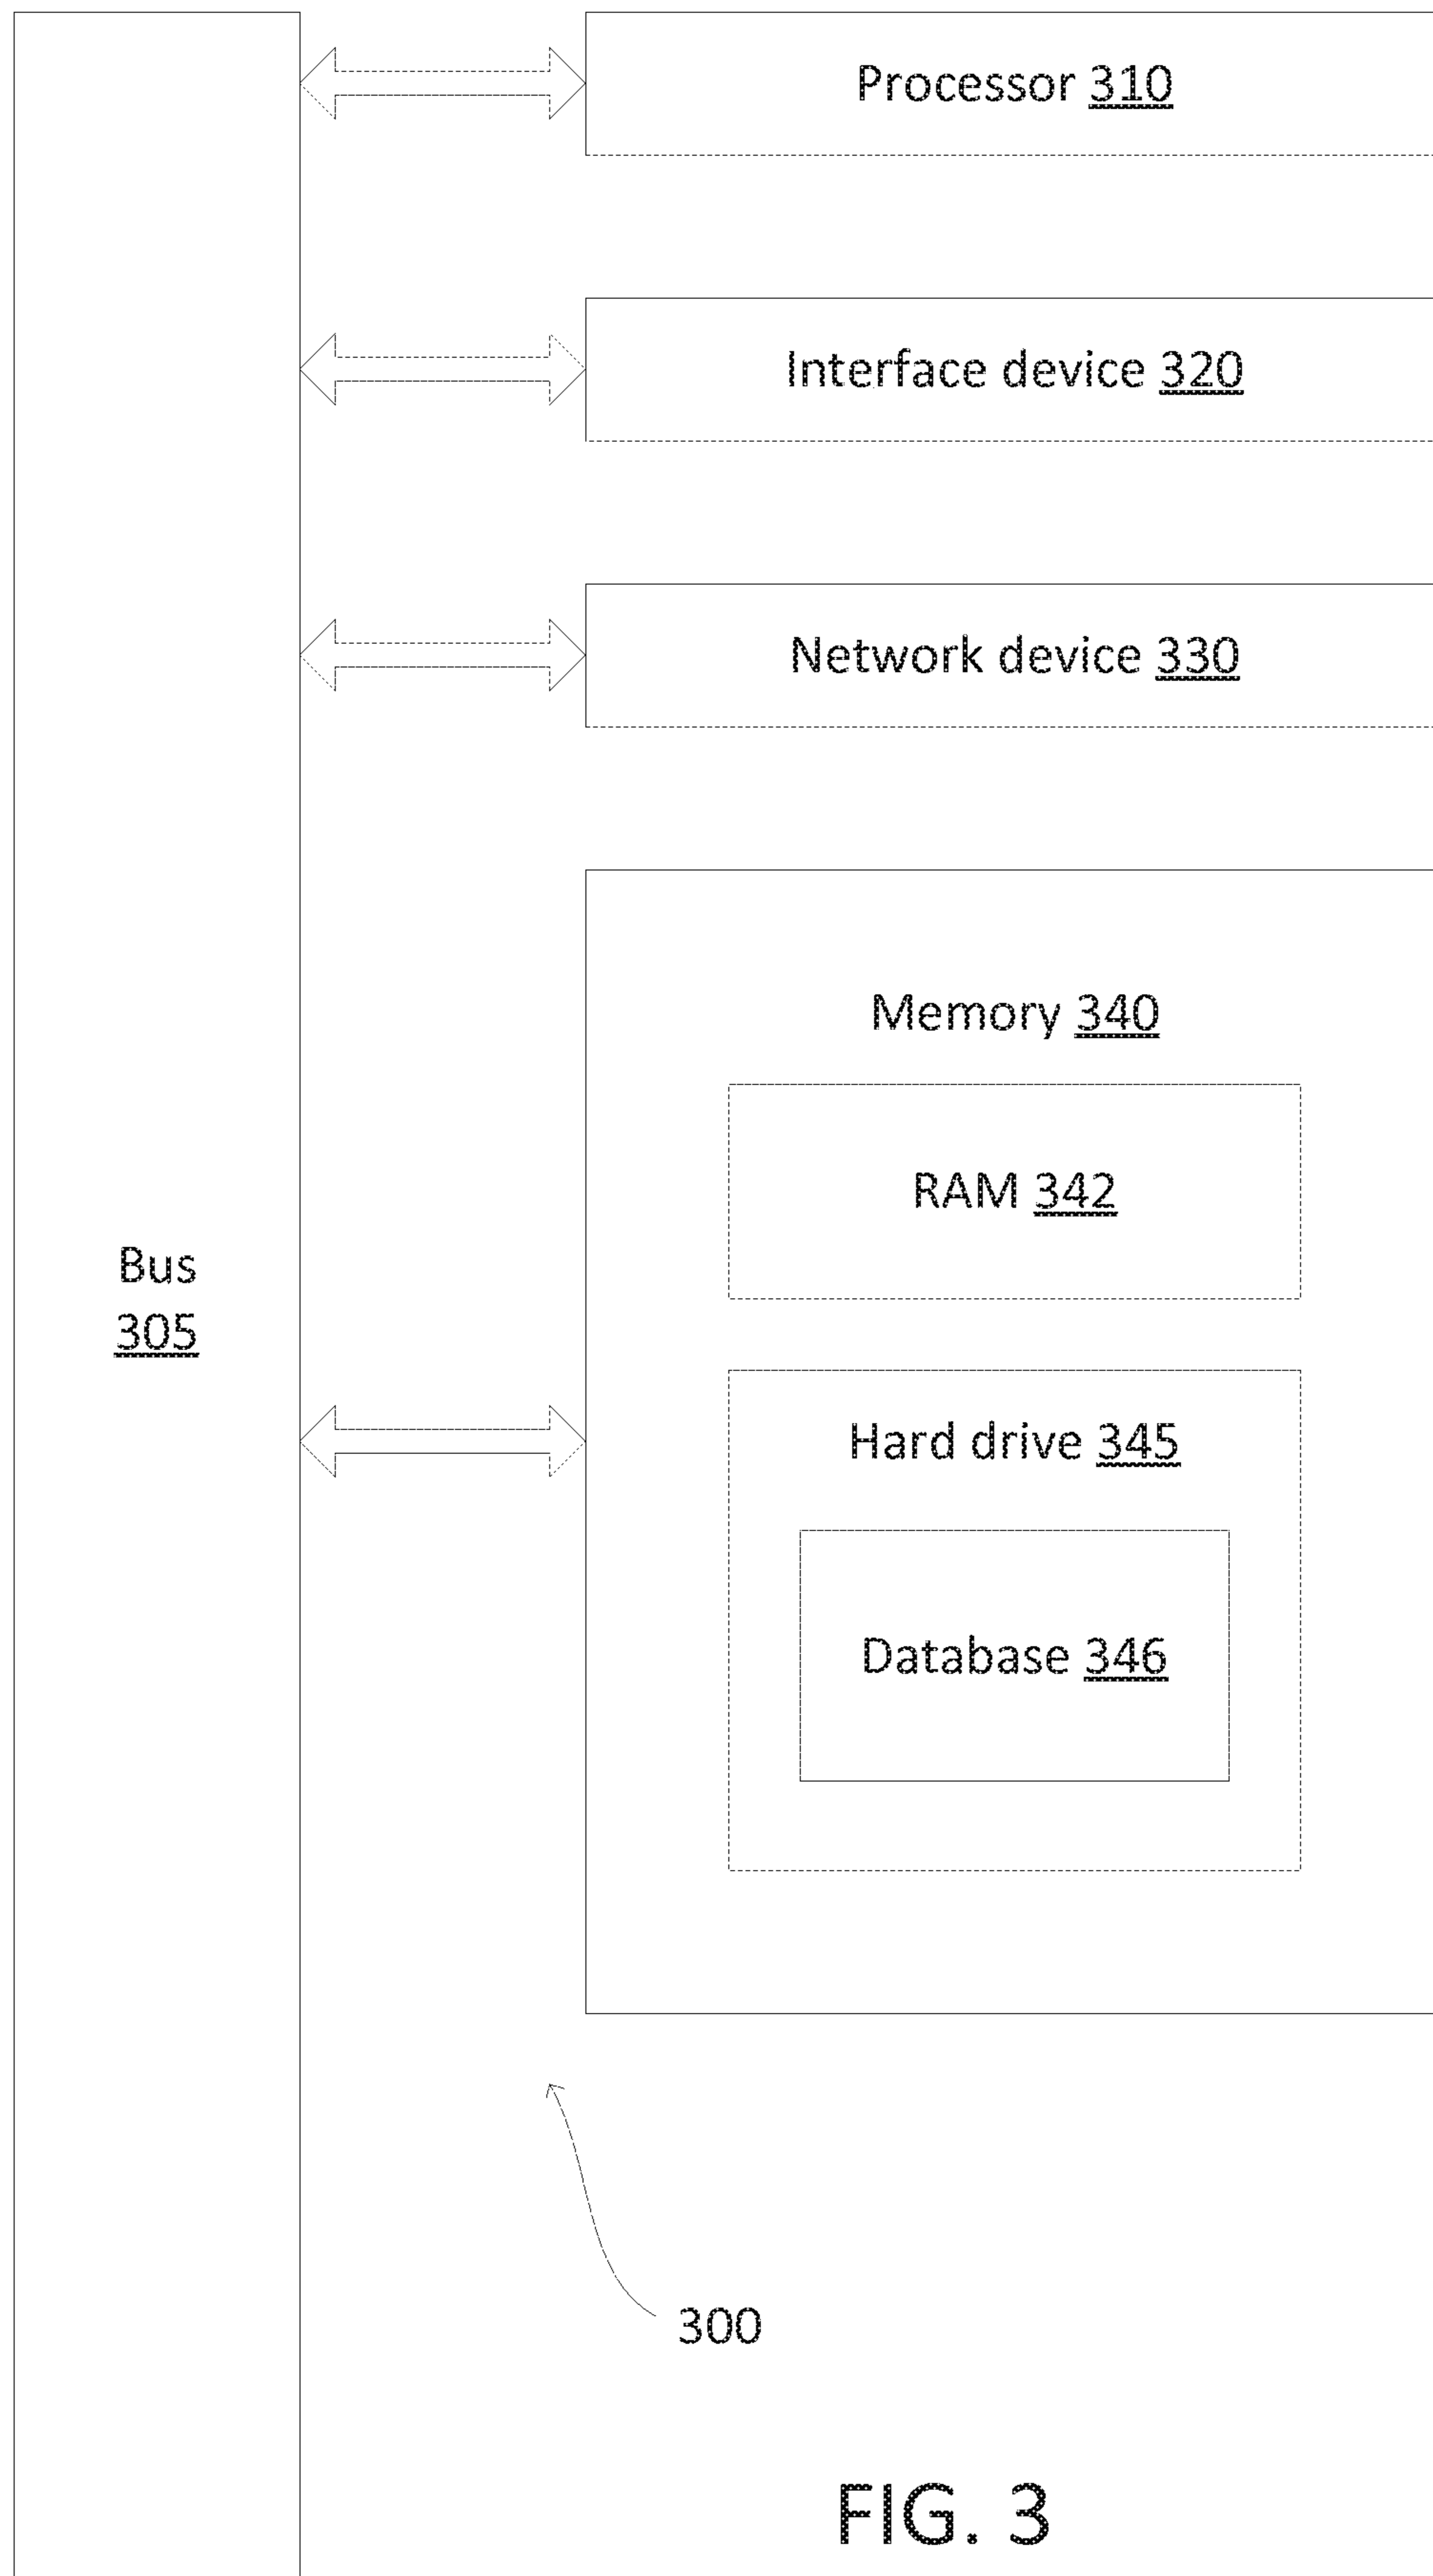 Processor 310
Interface device 320
Network device 330
Memory 340
RAM 342
Bus
305
Hard drive 345
Database 346
300
FIG. 3